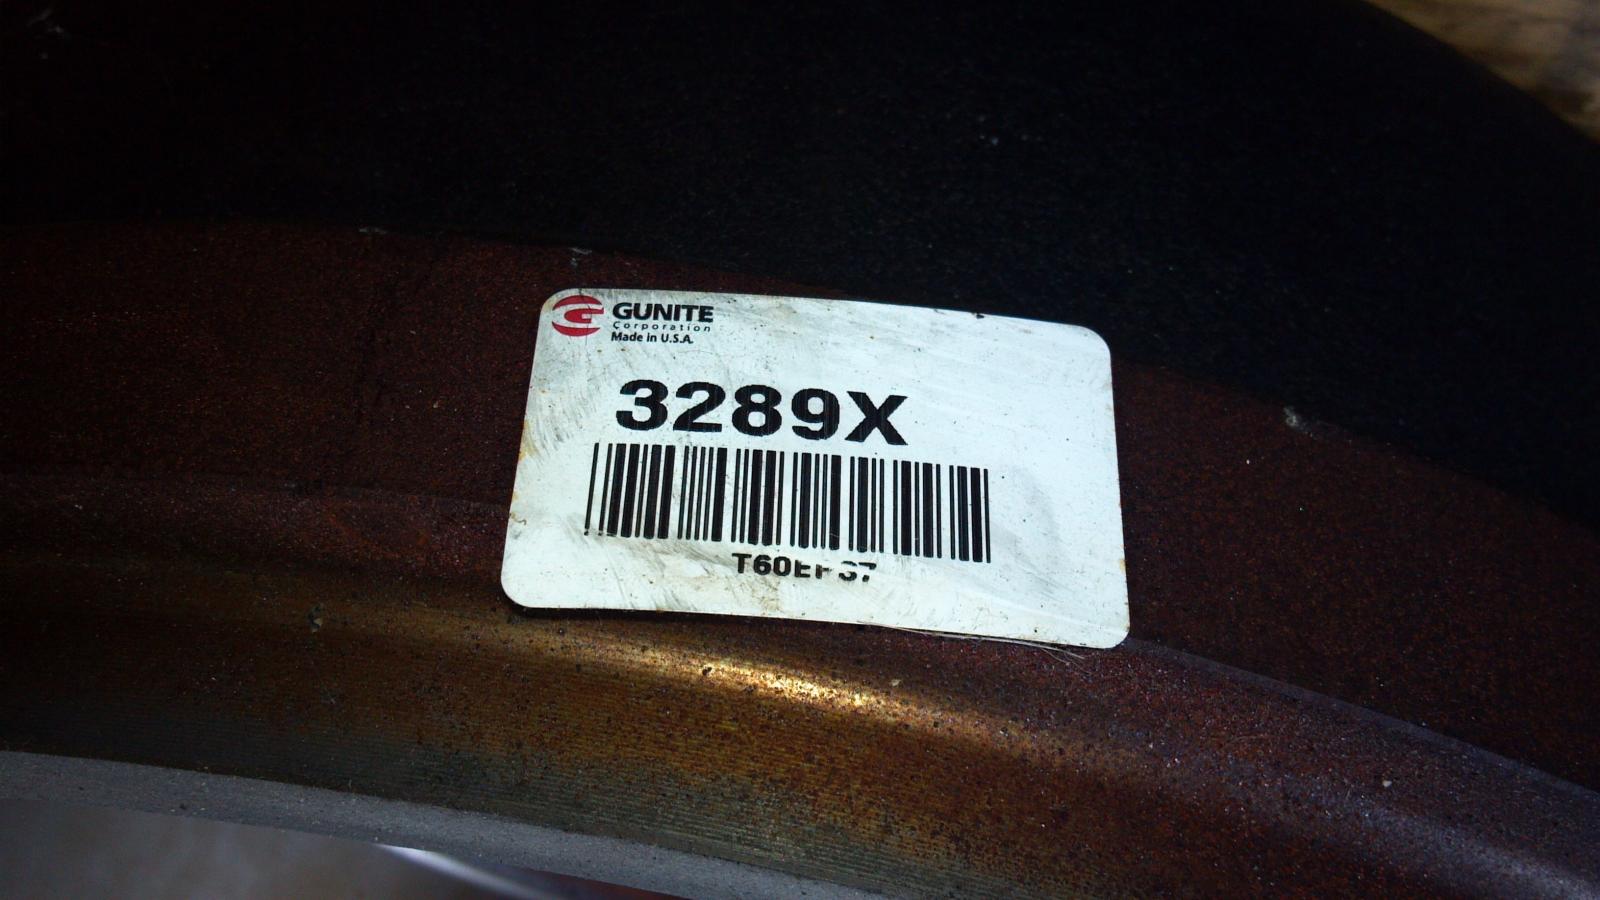 GUNITE
Corporation
Made in U.S.A.
3289X